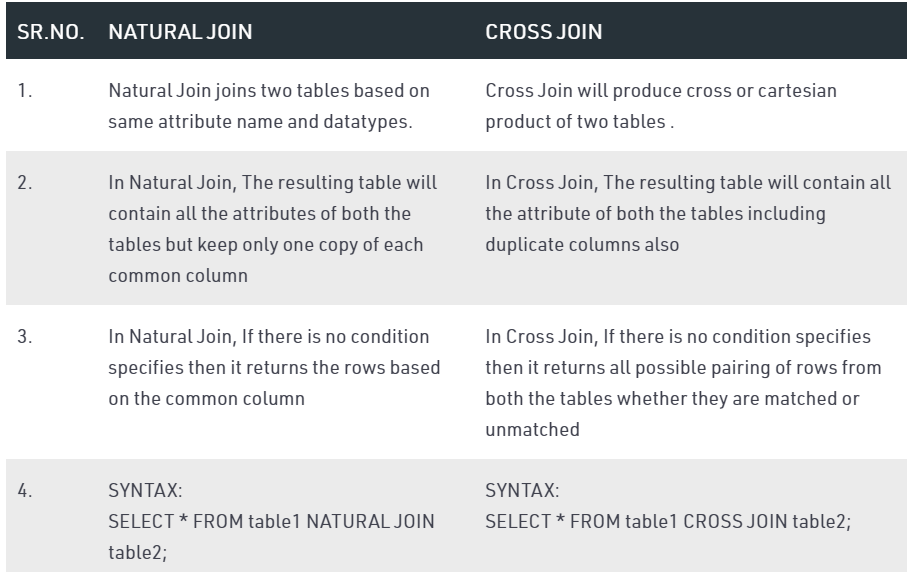 SR.NO. NATURAL JOIN CROSS JOIN
1. Natural Join joins two tables based on
same attribute name and datatypes.
Cross Join will produce cross or cartesian
product of two tables .
2. In Natural Join, The resulting table will
contain all the attributes of both the
tables but keep only one copy of each
common column
In Cross Join, The resulting table will contain all
the attribute of both the tables including
duplicate columns also
3. In Natural Join, If there is no condition
specifies then it returns the rows based
on the common column
In Cross Join, If there is no condition specifies
then it returns all possible pairing of rows from
both the tables whether they are matched or
unmatched
4. SYNTAX:
SELECT * FROM table1 NATURAL JOIN
table2;
SYNTAX:
SELECT * FROM table1 CROSS JOIN table2;